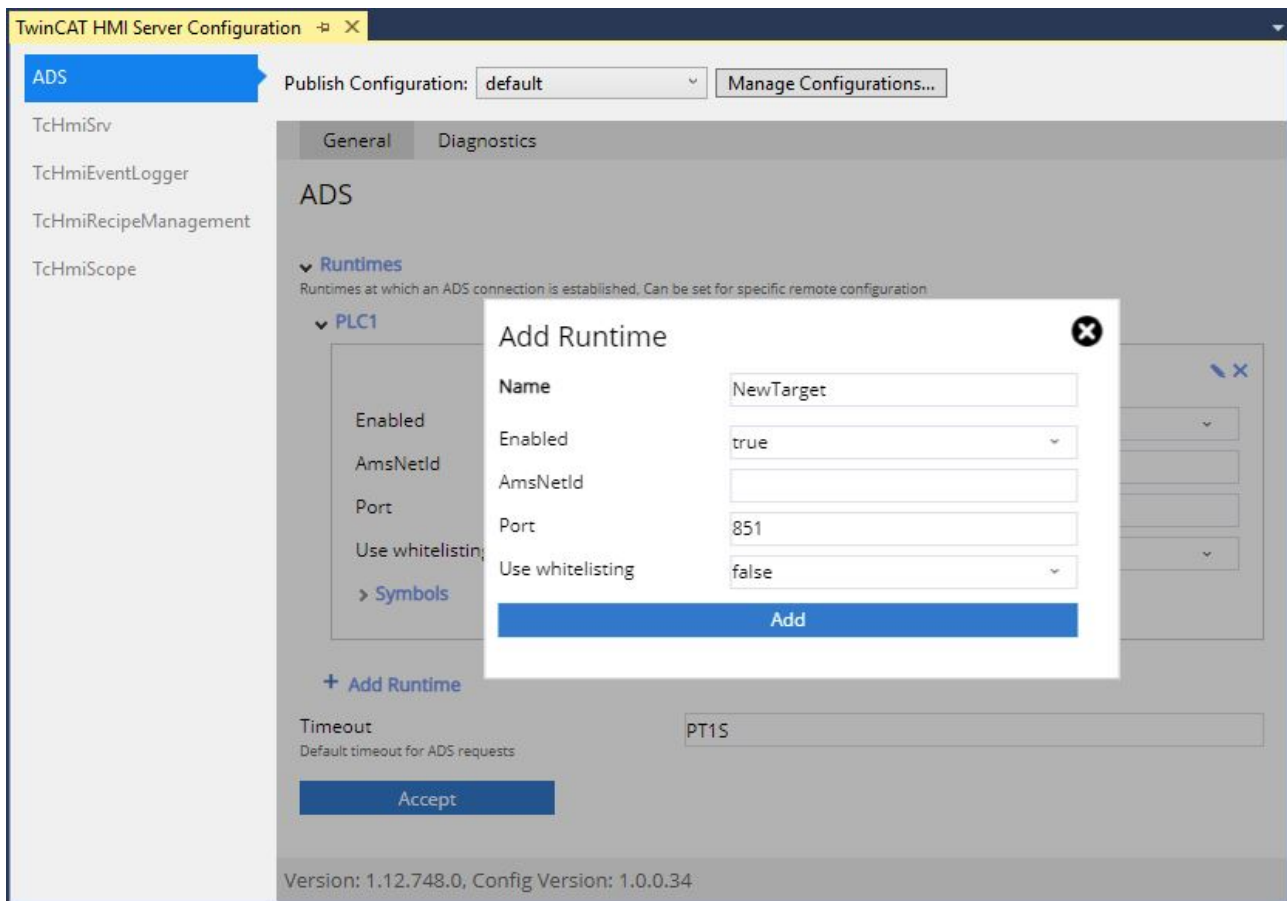 TwinCAT HMI Server Configuration
ADS
TcHmiSrv
TcHmiEventLogger
TcHmiRecipeManagement
TcHmiScope
Publish Configuration: default Manage Configurations...
General Diagnostics
ADS
Runtimes
Runtimes at which an ADS connection is established, Can be set for specific remote configuration
PLC1
Enabled
AmsNetId
Port
Use whitelisting
Symbols
Add Runtime
Name NewTarget
Enabled true
AmsNetId
Port 851
Use whitelisting false
Add
+ Add Runtime
Timeout PT1S
Default timeout for ADS requests
Accept
Version: 1.12.748.0, Config Version: 1.0.0.34